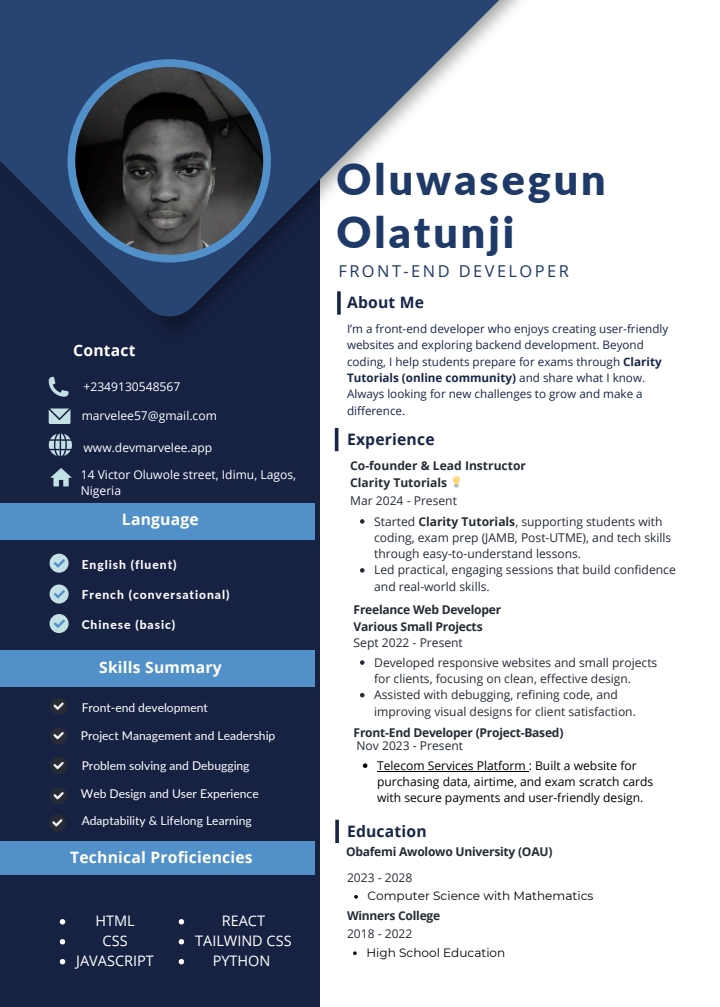 Oluwasegun
Olatunji
FRONT-END DEVELOPER
Contact
+2349130548567
marvelee57@gmail.com
www.devmarvelee.app
14 Victor Oluwole street, Idimu, Lagos,
Nigeria
Language
English (fluent)
French (conversational)
Chinese (basic)
Skills Summary
Front-end development
Project Management and Leadership
Problem solving and Debugging
Web Design and User Experience
Adaptability & Lifelong Learning
Technical Proficiencies
• HTML
• CSS
• JAVASCRIPT
• REACT
• TAILWIND CSS
• PYTHON
About Me
I'm a front-end developer who enjoys creating user-friendly
websites and exploring backend development. Beyond
coding, I help students prepare for exams through Clarity
Tutorials (online community) and share what I know.
Always looking for new challenges to grow and make a
difference.
Experience
Co-founder & Lead Instructor
Clarity Tutorials 💡
Mar 2024 - Present
• Started Clarity Tutorials, supporting students with
coding, exam prep (JAMB, Post-UTME), and tech skills
through easy-to-understand lessons.
• Led practical, engaging sessions that build confidence
and real-world skills.
Freelance Web Developer
Various Small Projects
Sept 2022 - Present
• Developed responsive websites and small projects
for clients, focusing on clean, effective design.
• Assisted with debugging, refining code, and
improving visual designs for client satisfaction.
Front-End Developer (Project-Based)
Nov 2023 - Present
• Telecom Services Platform : Built a website for
purchasing data, airtime, and exam scratch cards
with secure payments and user-friendly design.
Education
Obafemi Awolowo University (OAU)
2023 - 2028
• Computer Science with Mathematics
Winners College
2018 - 2022
• High School Education